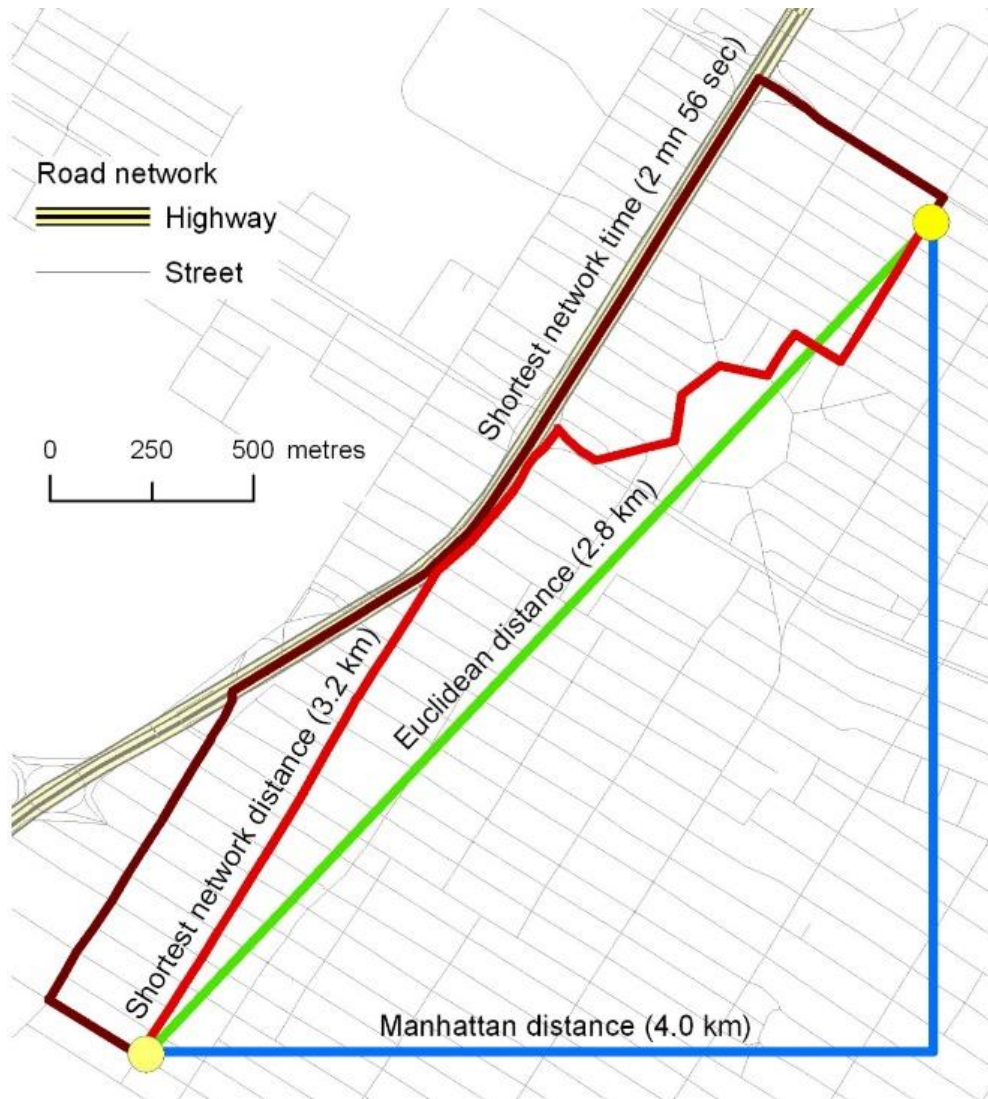 Road network
Highway
Street
0 250 500 metres
Shortest network time (2 mn 56 sec)
Euclidean distance (2.8 km)
Shortest network distance (3.2 km)
Manhattan distance (4.0 km)